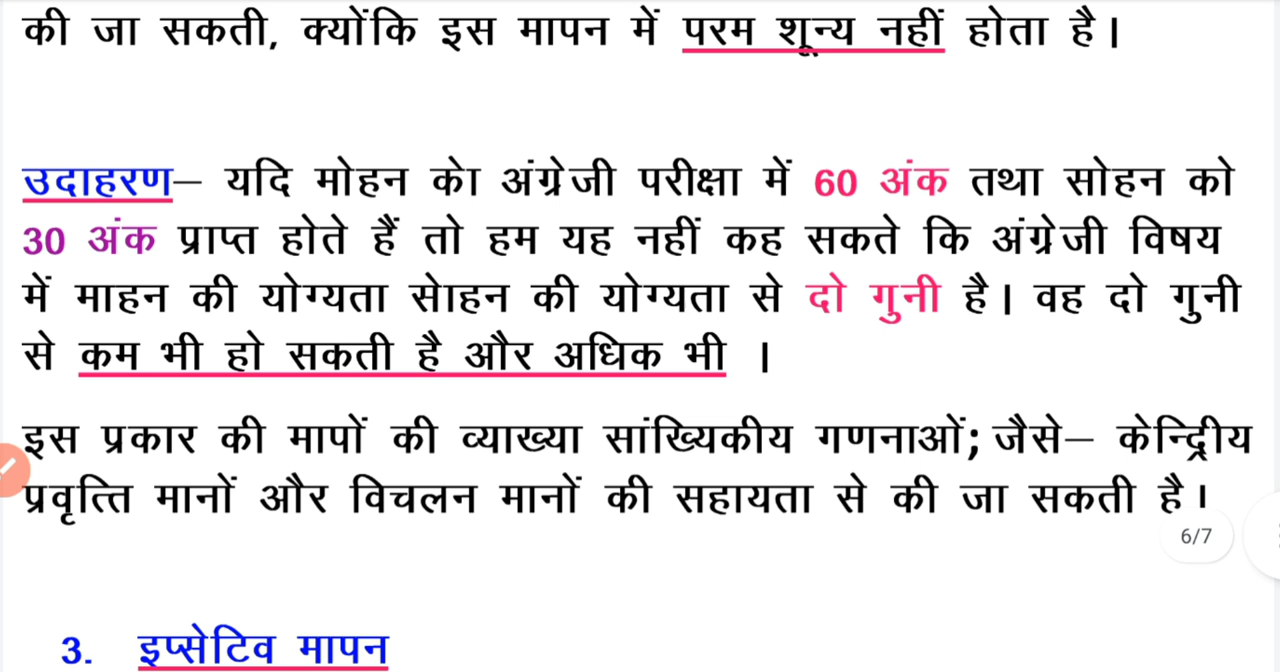 की जा सकती, क्योंकि इस मापन में परम शून्य नहीं होता है।
उदाहरण– यदि मोहन केा अंग्रेजी परीक्षा में 60 अंक तथा सोहन को
30 अंक प्राप्त होते हैं तो हम यह नहीं कह सकते कि अंग्रेजी विषय
में माहन की योग्यता सेाहन की योग्यता से दो गुनी है। वह दो गुनी
से कम भी हो सकती है और अधिक भी ।
इस प्रकार की मापों की व्याख्या सांख्यिकीय गणनाओं; जैसे– केन्द्रिीय
प्रवृत्ति मानों और विचलन मानों की सहायता से की जा सकती है।
6/7
3. इप्सेटिव मापन